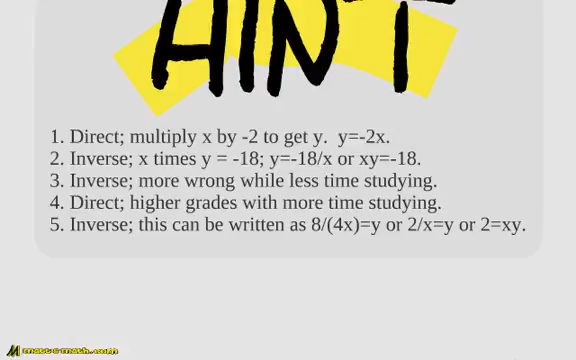 AIN'T
1. Direct; multiply x by -2 to get y.  y=-2x.
2. Inverse; x times y = -18; y=-18/x or xy=-18.
3. Inverse; more wrong while less time studying.
4. Direct; higher grades with more time studying.
5. Inverse; this can be written as 8/(4x)=y or 2/x=y or 2=xy.